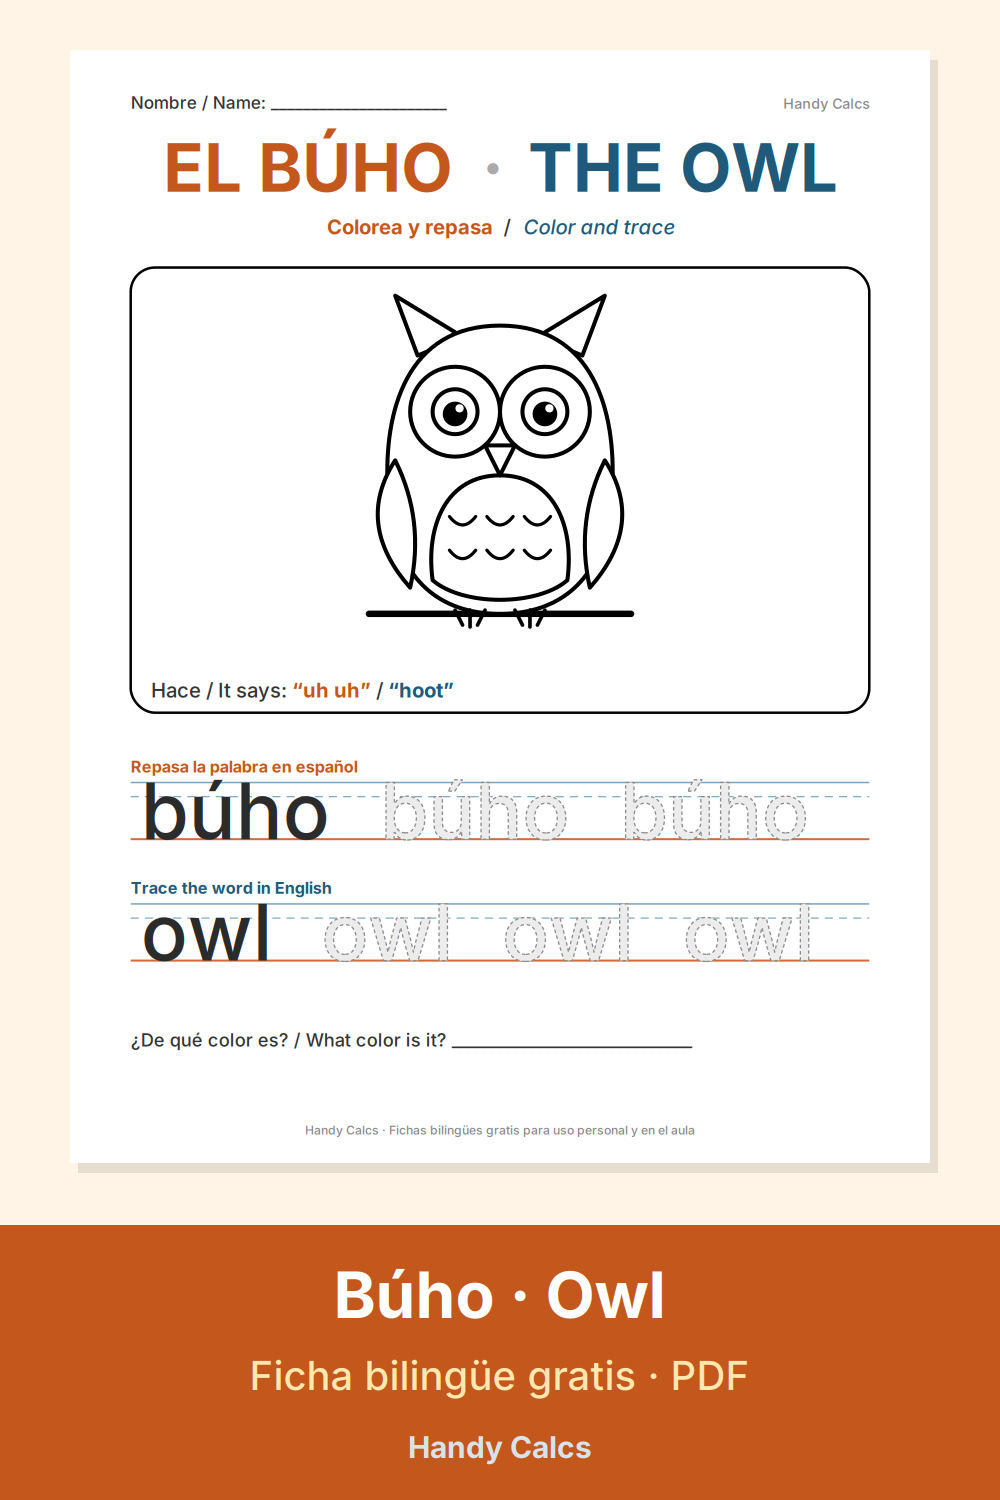 Nombre / Name: ____________________
Handy Calcs
EL BÚHO · THE OWL
Colorea y repasa / Color and trace
Hace / It says: “uh uh” / “hoot”
Repasa la palabra en español
búho búho búho
Trace the word in English
owl owl owl owl
¿De qué color es? / What color is it? ____________________
Handy Calcs · Fichas bilingües gratis para uso personal y en el aula
Búho · Owl
Ficha bilingüe gratis · PDF
Handy Calcs